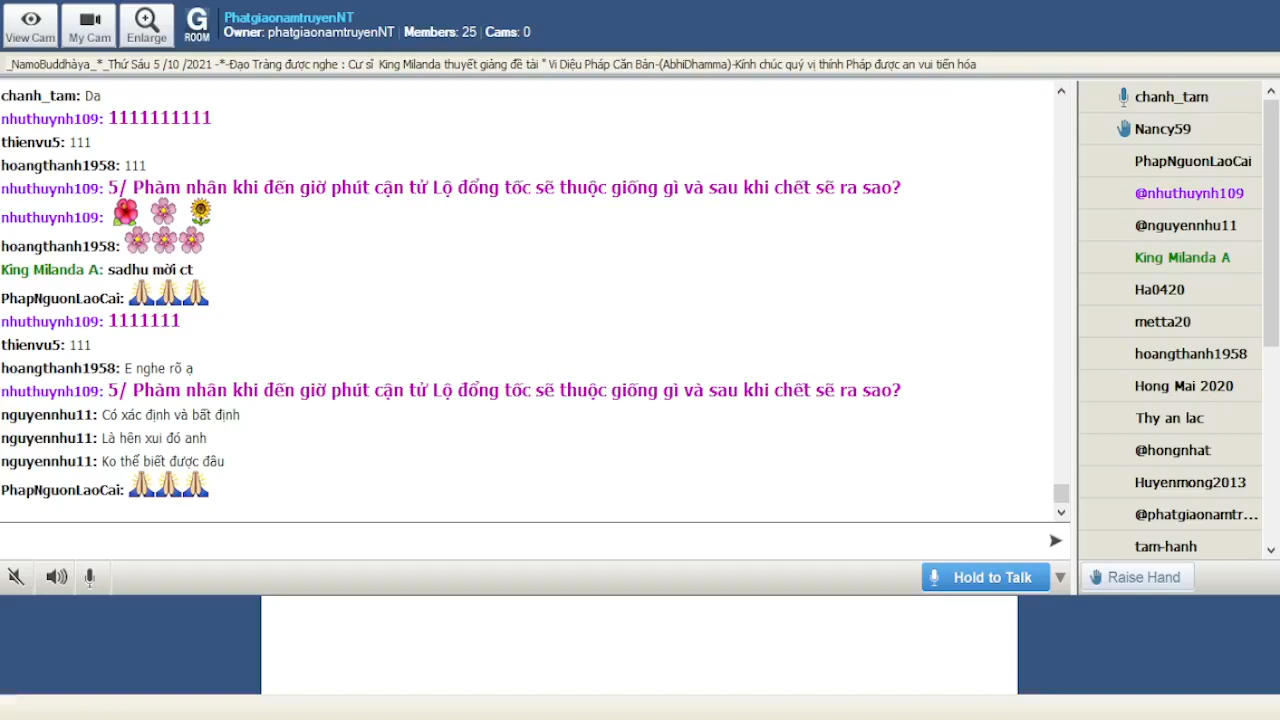 View Cam
My Cam
Enlarge
G
ROOM
PhatgiaonamtruyenNT
Owner: phatgiaonamtruyenNT | Members: 25 | Cams: 0
_NamoBuddhàya_*_Thứ Sáu 5 /10 /2021 -*-Đạo Tràng được nghe : Cư sĩ King Milanda thuyết giảng đề tài " Vi Diệu Pháp Căn Bản-(AbhiDhamma)-Kính chúc quý vị thính Pháp được an vui tiến hóa
chanh_tam: Da
nhuthuynh109: 1111111111
thienvu5: 111
hoangthanh1958: 111
nhuthuynh109: 5/ Phàm nhân khi đến giờ phút cận tử Lộ đổng tốc sẽ thuộc giống gì và sau khi chết sẽ ra sao?
nhuthuynh109:
hoangthanh1958:
King Milanda A: sadhu mời ct
PhapNguonLaoCai:
nhuthuynh109: 1111111
thienvu5: 111
hoangthanh1958: E nghe rõ ạ
nhuthuynh109: 5/ Phàm nhân khi đến giờ phút cận tử Lộ đổng tốc sẽ thuộc giống gì và sau khi chết sẽ ra sao?
nguyennhu11: Có xác định và bất định
nguyennhu11: Là hên xui đó anh
nguyennhu11: Ko thể biết được đâu
PhapNguonLaoCai:
Hold to Talk
chanh_tam
Nancy59
PhapNguonLaoCai
@nhuthuynh109
@nguyennhu11
King Milanda A
Ha0420
metta20
hoangthanh1958
Hong Mai 2020
Thy an lac
@hongnhat
Huyenmong2013
@phatgiaonamtr...
tam-hanh
Raise Hand